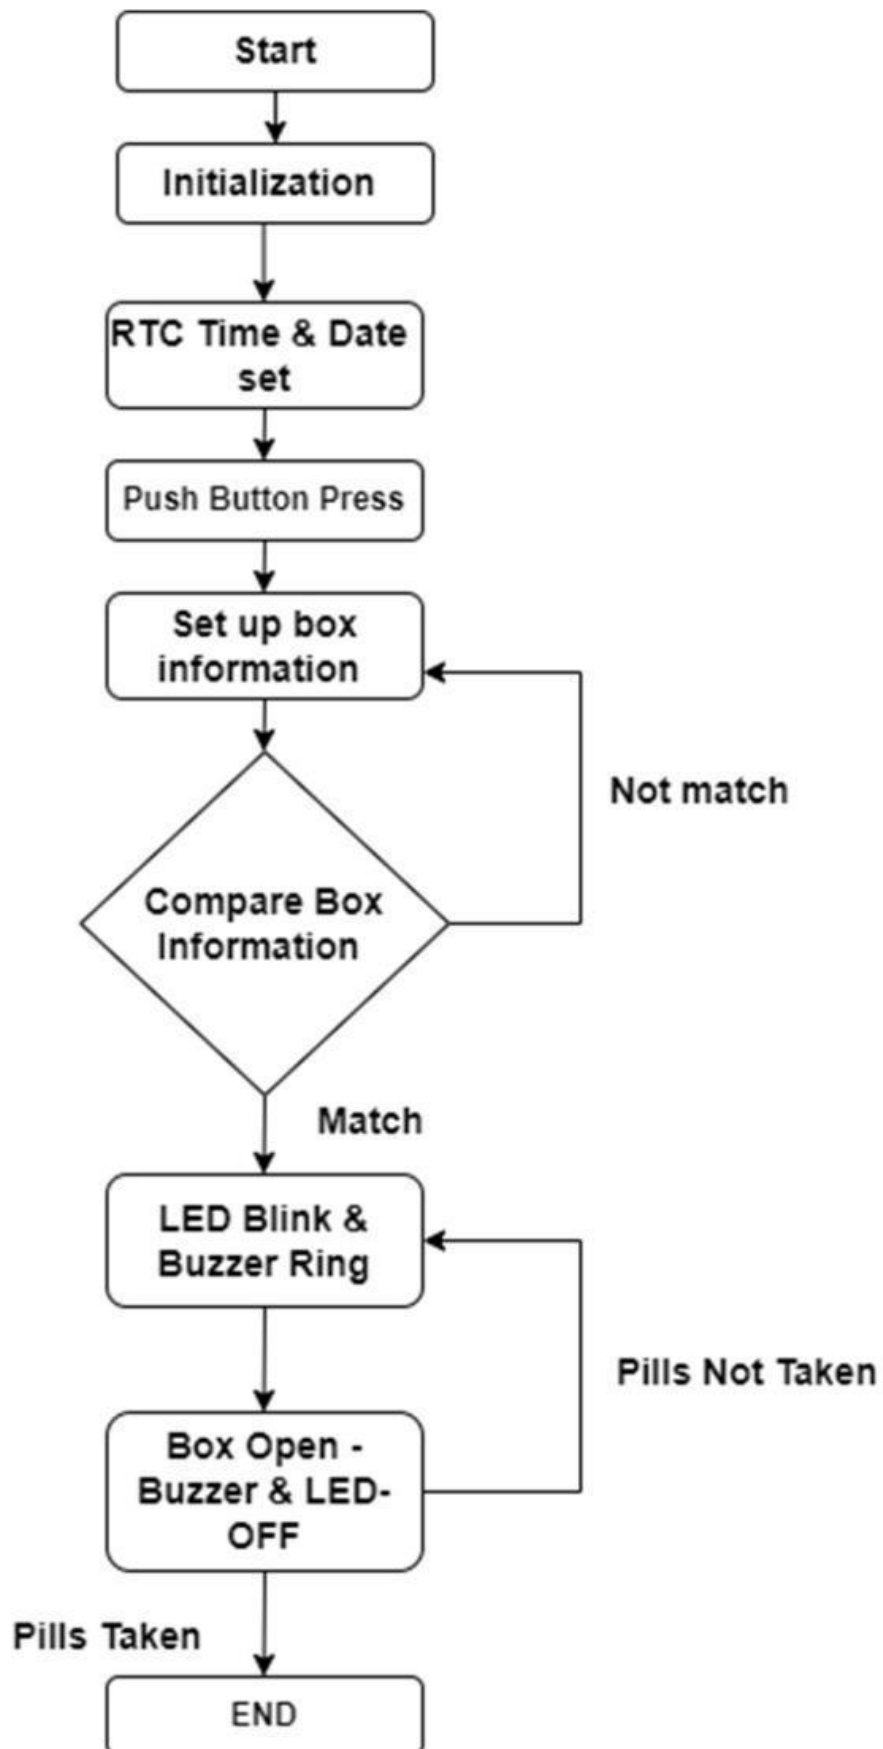 Start
Initialization
RTC Time & Date
set
Push Button Press
Set up box
information
Not match
Compare Box
Information
Match
LED Blink &
Buzzer Ring
Pills Not Taken
Box Open -
Buzzer & LED-
OFF
Pills Taken
END